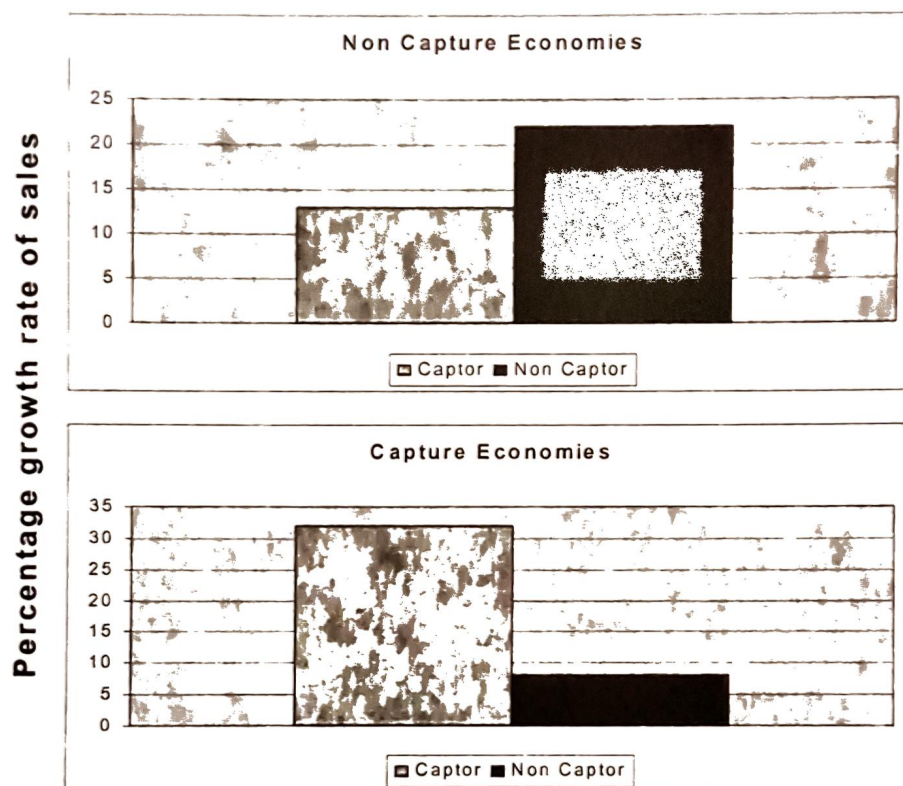 Percentage growth rate of sales
Non Capture Economies
25
20
15
10
5
0
Captor Non Captor
Capture Economies
35
30
25
20
15
10
5
0
Captor Non Captor